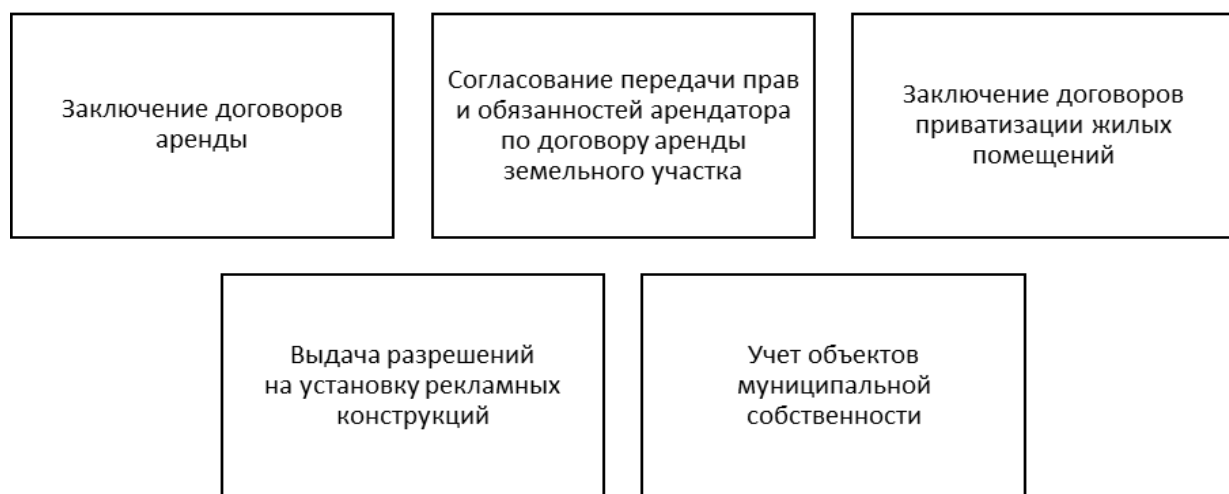 Заключение договоров
аренды
Согласование передачи прав
и обязанностей арендатора
по договору аренды
земельного участка
Заключение договоров
приватизации жилых
помещений
Выдача разрешений
на установку рекламных
конструкций
Учет объектов
муниципальной
собственности